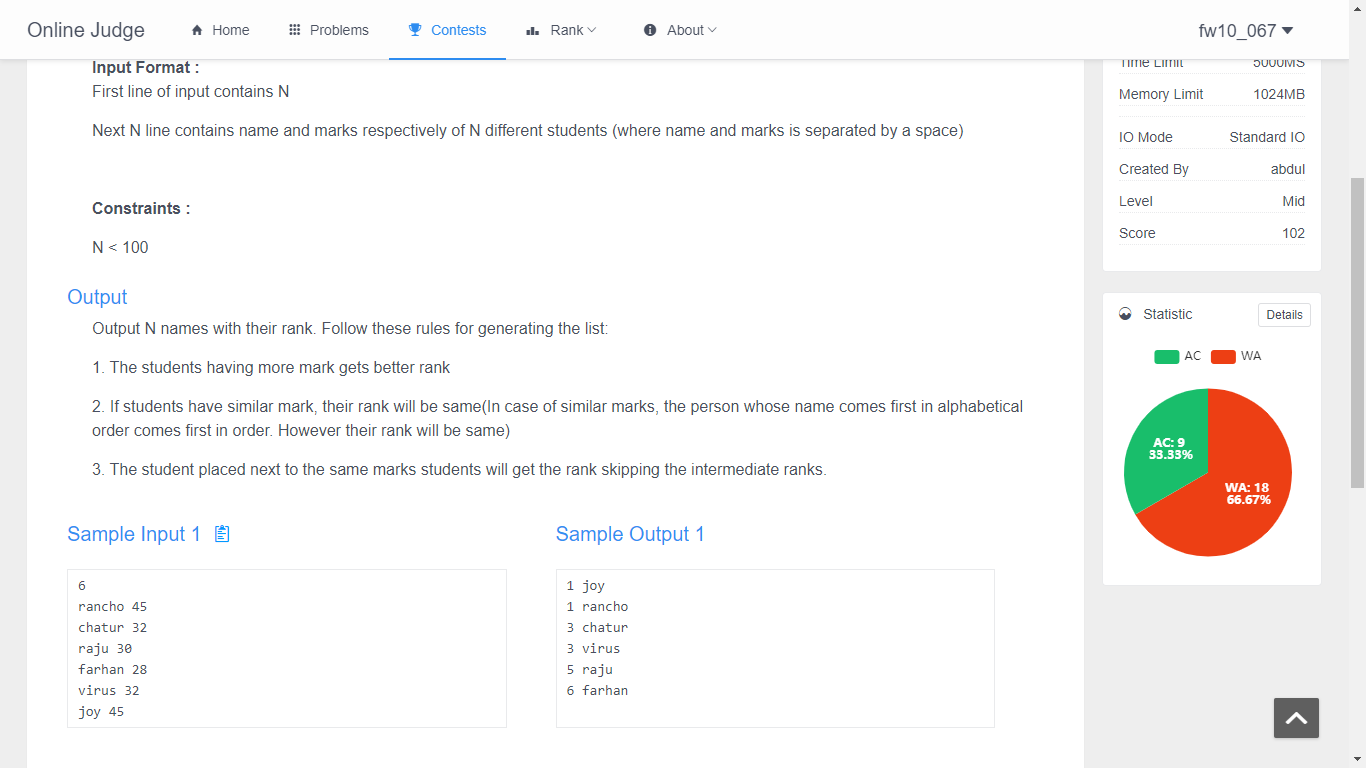 Online Judge
Home
Problems
Contests
Rank
About
fw10_067
Input Format :
First line of input contains N
Next N line contains name and marks respectively of N different students (where name and marks is separated by a space)
Constraints :
N < 100
Output
Output N names with their rank. Follow these rules for generating the list:
1. The students having more mark gets better rank
2. If students have similar mark, their rank will be same(In case of similar marks, the person whose name comes first in alphabetical
order comes first in order. However their rank will be same)
3. The student placed next to the same marks students will get the rank skipping the intermediate ranks.
Sample Input 1
6
rancho 45
chatur 32
raju 30
farhan 28
virus 32
joy 45
Sample Output 1
1 joy
1 rancho
3 chatur
3 virus
5 raju
6 farhan
Time Limit 5000MS
Memory Limit 1024MB
IO Mode Standard IO
Created By abdul
Level Mid
Score 102
Statistic
Details
AC WA
AC: 9
33.33%
WA: 18
66.67%